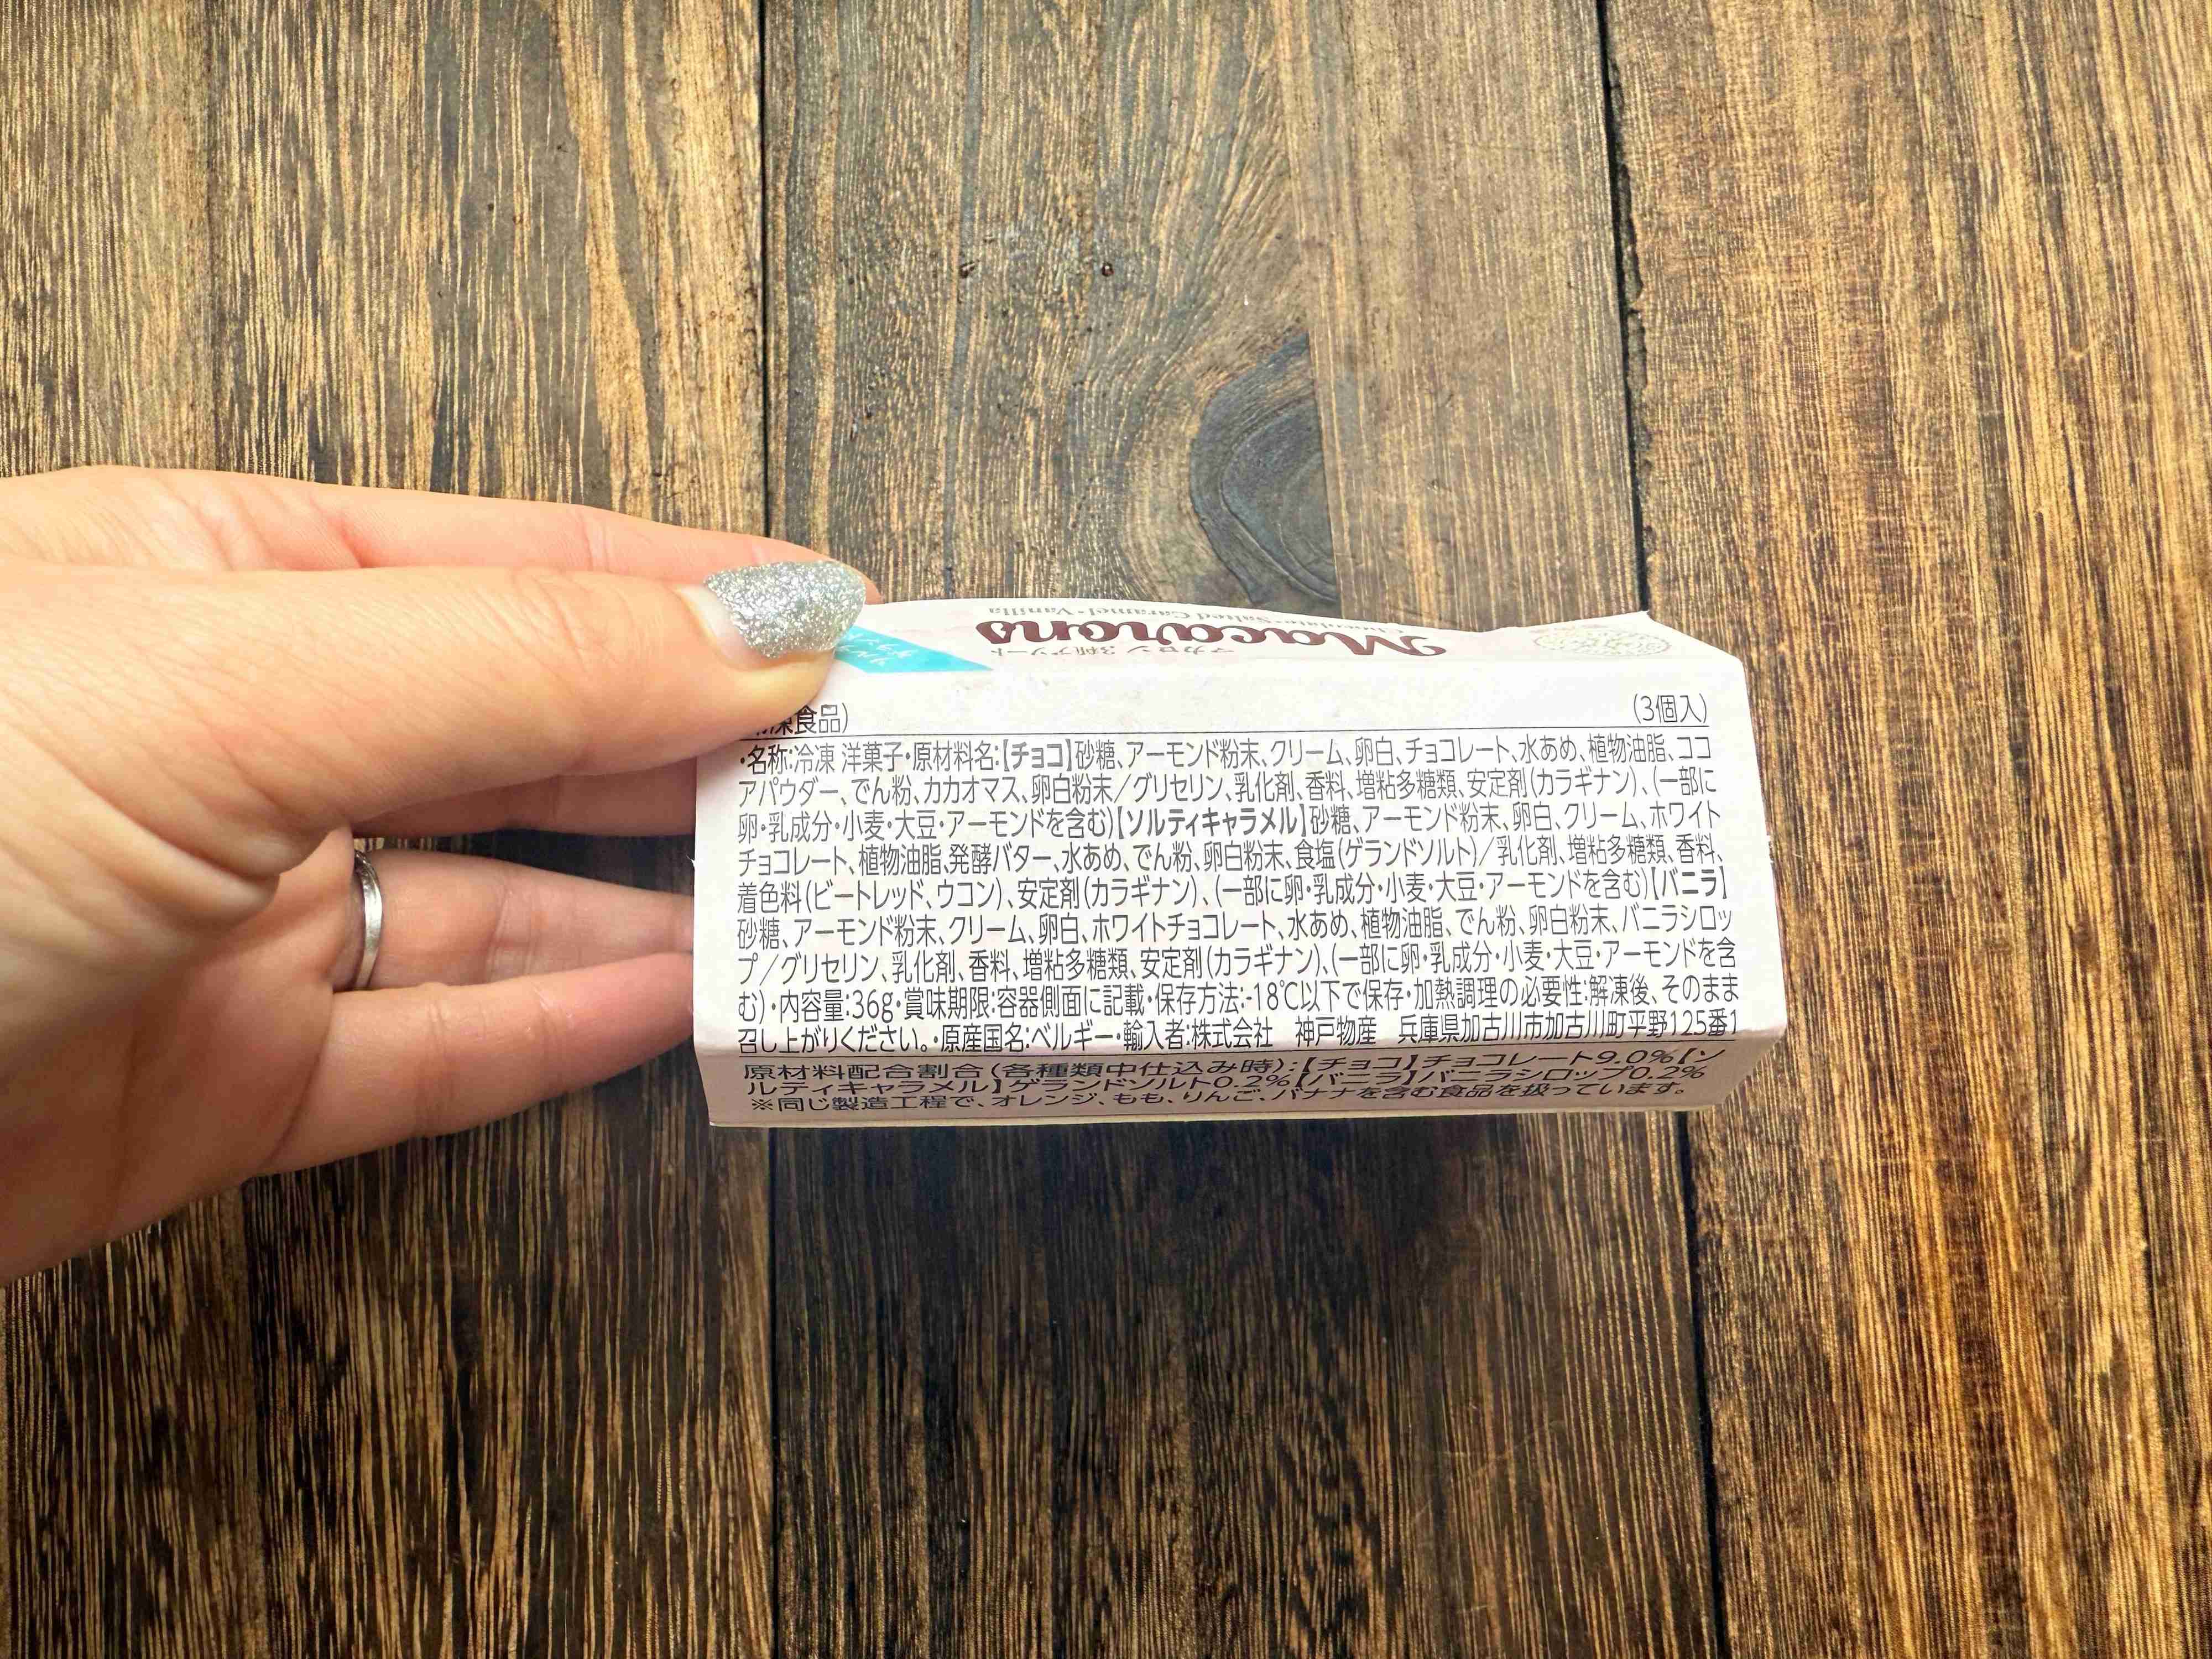 Chocolate・Salted Caramel・Vanilla
Macarons
マカロン 3種アソート
凍食品)
(3個入)
・名称:冷凍 洋菓子・原材料名:【チョコ】砂糖、アーモンド粉末、クリーム、卵白、チョコレート、水あめ、植物油脂、ココ
アパウダー、でん粉、カカオマス、卵白粉末/グリセリン、乳化剤、香料、増粘多糖類、安定剤(カラギナン)、(一部に
卵・乳成分・小麦・大豆・アーモンドを含む)【ソルティキャラメル】砂糖、アーモンド粉末、卵白、クリーム、ホワイト
チョコレート、植物油脂、発酵バター、水あめ、でん粉、卵白粉末、食塩(ゲランドソルト)/乳化剤、増粘多糖類、香料、
着色料(ビートレッド、ウコン)、安定剤(カラギナン)、(一部に卵・乳成分・小麦・大豆・アーモンドを含む)【バニラ】
砂糖、アーモンド粉末、クリーム、卵白、ホワイトチョコレート、水あめ、植物油脂、でん粉、卵白粉末、バニラシロッ
プ/グリセリン、乳化剤、香料、増粘多糖類、安定剤(カラギナン)、(一部に卵・乳成分・小麦・大豆・アーモンドを含
む)・内容量:36g・賞味期限:容器側面に記載・保存方法:-18℃以下で保存・加熱調理の必要性:解凍後、そのまま
召し上がりください。・原産国名:ベルギー・輸入者:株式会社 神戸物産 兵庫県加古川市加古川町平野125番1
原材料配合割合(各種類中仕込み時):【チョコ】チョコレート9.0%【ソ
ルティキャラメル】ゲランドソルト0.2%【バニラ】バニラシロップ0.2%
※同じ製造工程で、オレンジ、もも、りんご、バナナを含む食品を扱っています。